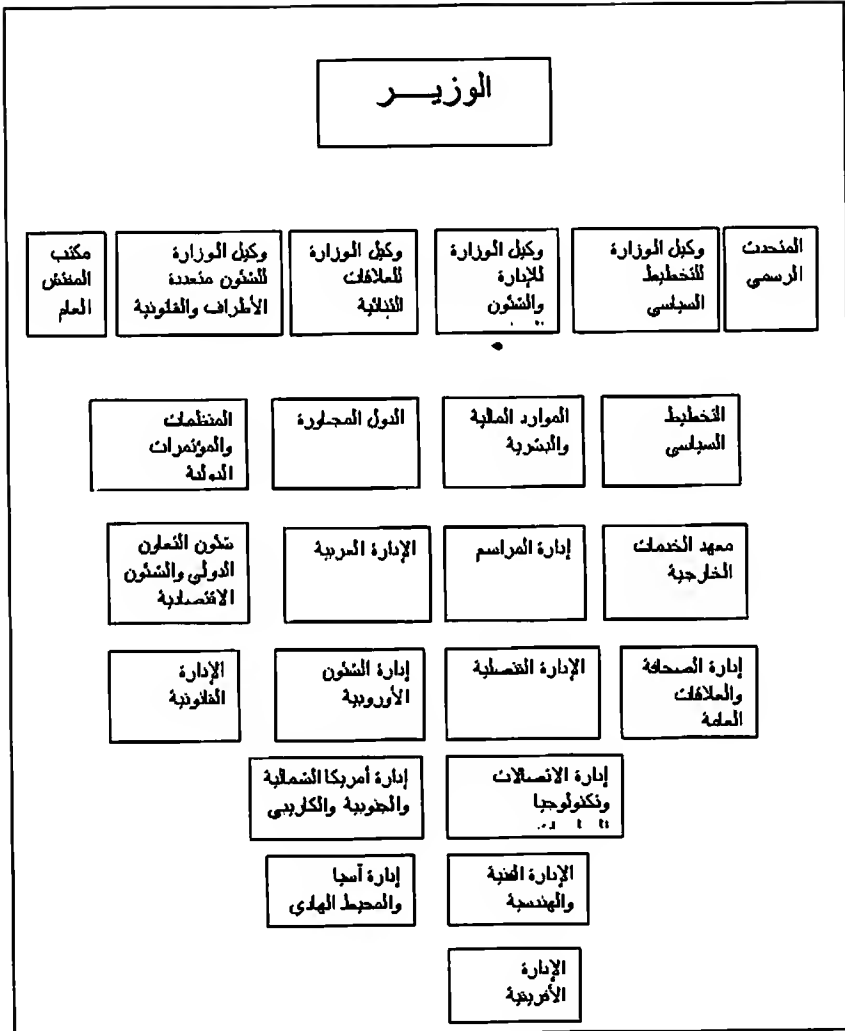 الوزيـــر
المتحدث
الرسمي
وكيل الوزارة
للتخطيط
السياسي
وكيل الوزارة
للإدارة
والشئون
وكيل الوزارة
للعلاقات
الثنائية
وكيل الوزارة
للشئون متعددة
الأطراف والقانونية
مكتب
المفتش
العام
التخطيط
السياسي
الموارد المالية
والبشرية
الدول المجاورة
المنظمات
والمؤتمرات
الدولية
معهد الخدمات
الخارجية
إدارة المراسم
الإدارة العربية
شئون التعاون
الدولي والشئون
الاقتصادية
إدارة الصحافة
والعلاقات
العامة
الإدارة القنصلية
إدارة الشئون
الأوروبية
الإدارة
القانونية
إدارة الاتصالات
وتكنولوجيا
إدارة أمريكا الشمالية
والجنوبية والكاريبي
الإدارة الفنية
والهندسية
إدارة آسيا
والمحيط الهادي
الإدارة
الأفريقية